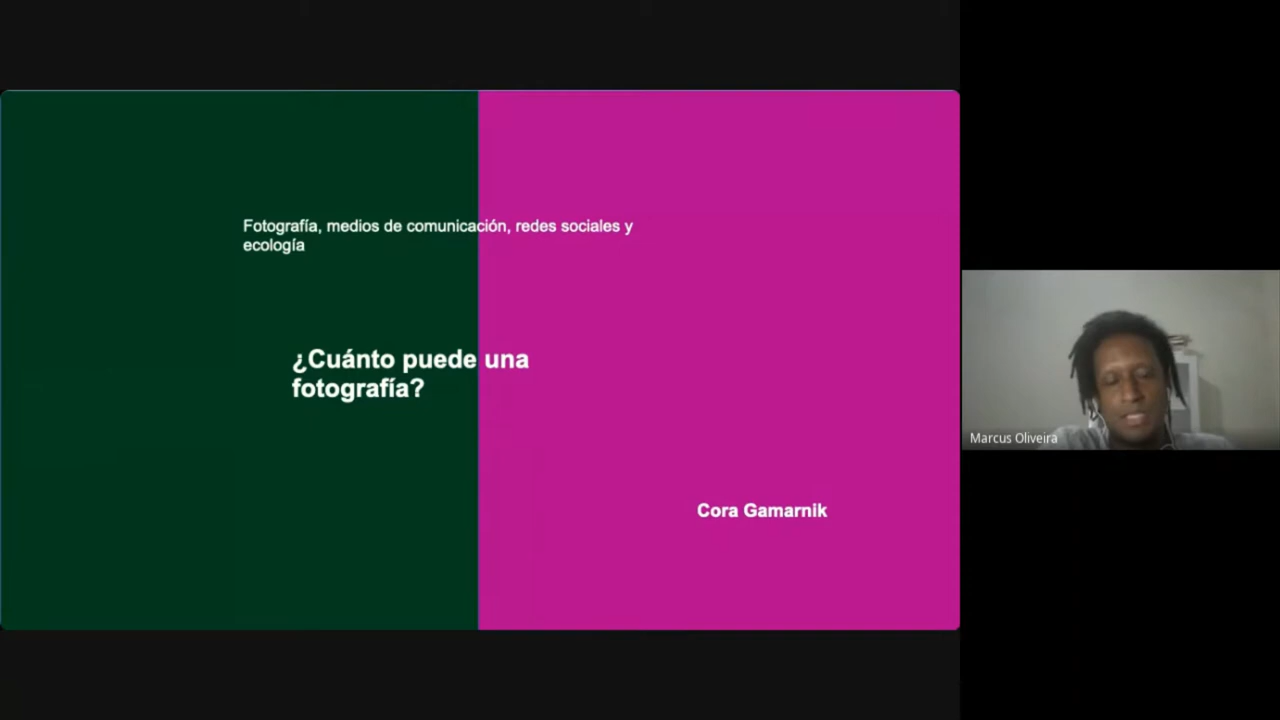 Fotografía, medios de comunicación, redes sociales y
ecología
¿Cuánto puede una
fotografía?
Cora Gamarnik
Marcus Oliveira